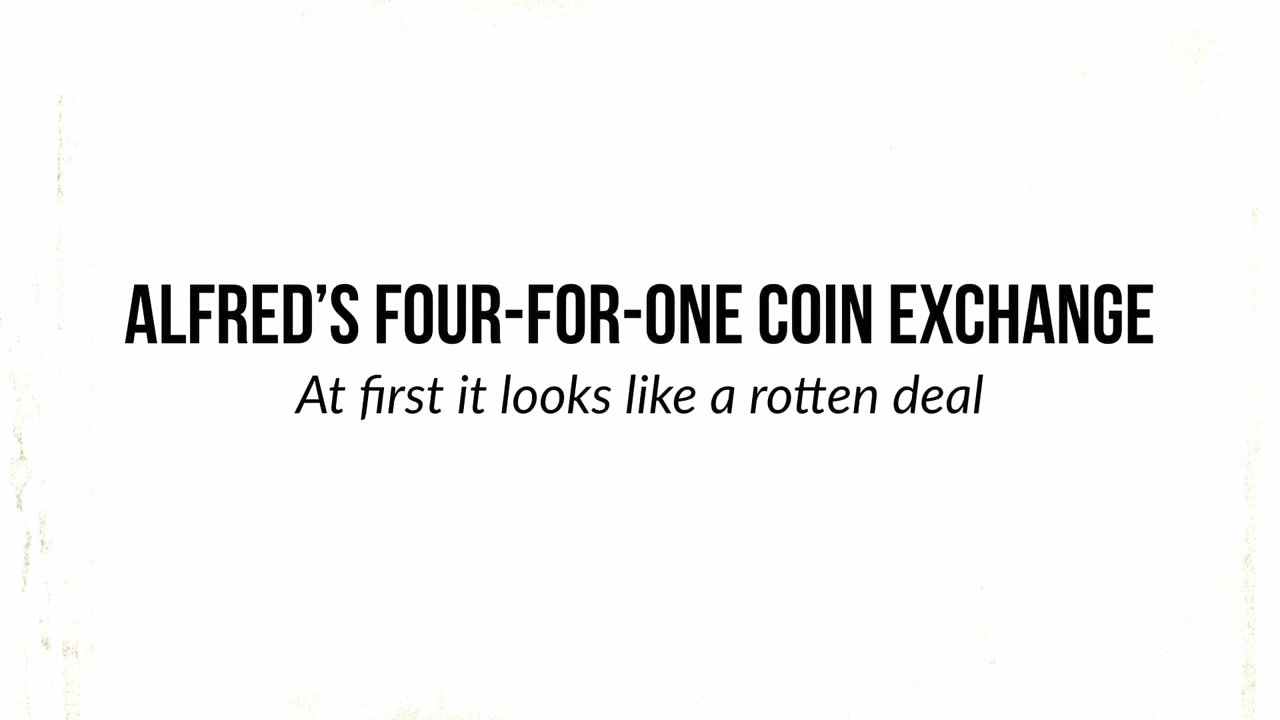 ALFRED’S FOUR-FOR-ONE COIN EXCHANGE
At first it looks like a rotten deal